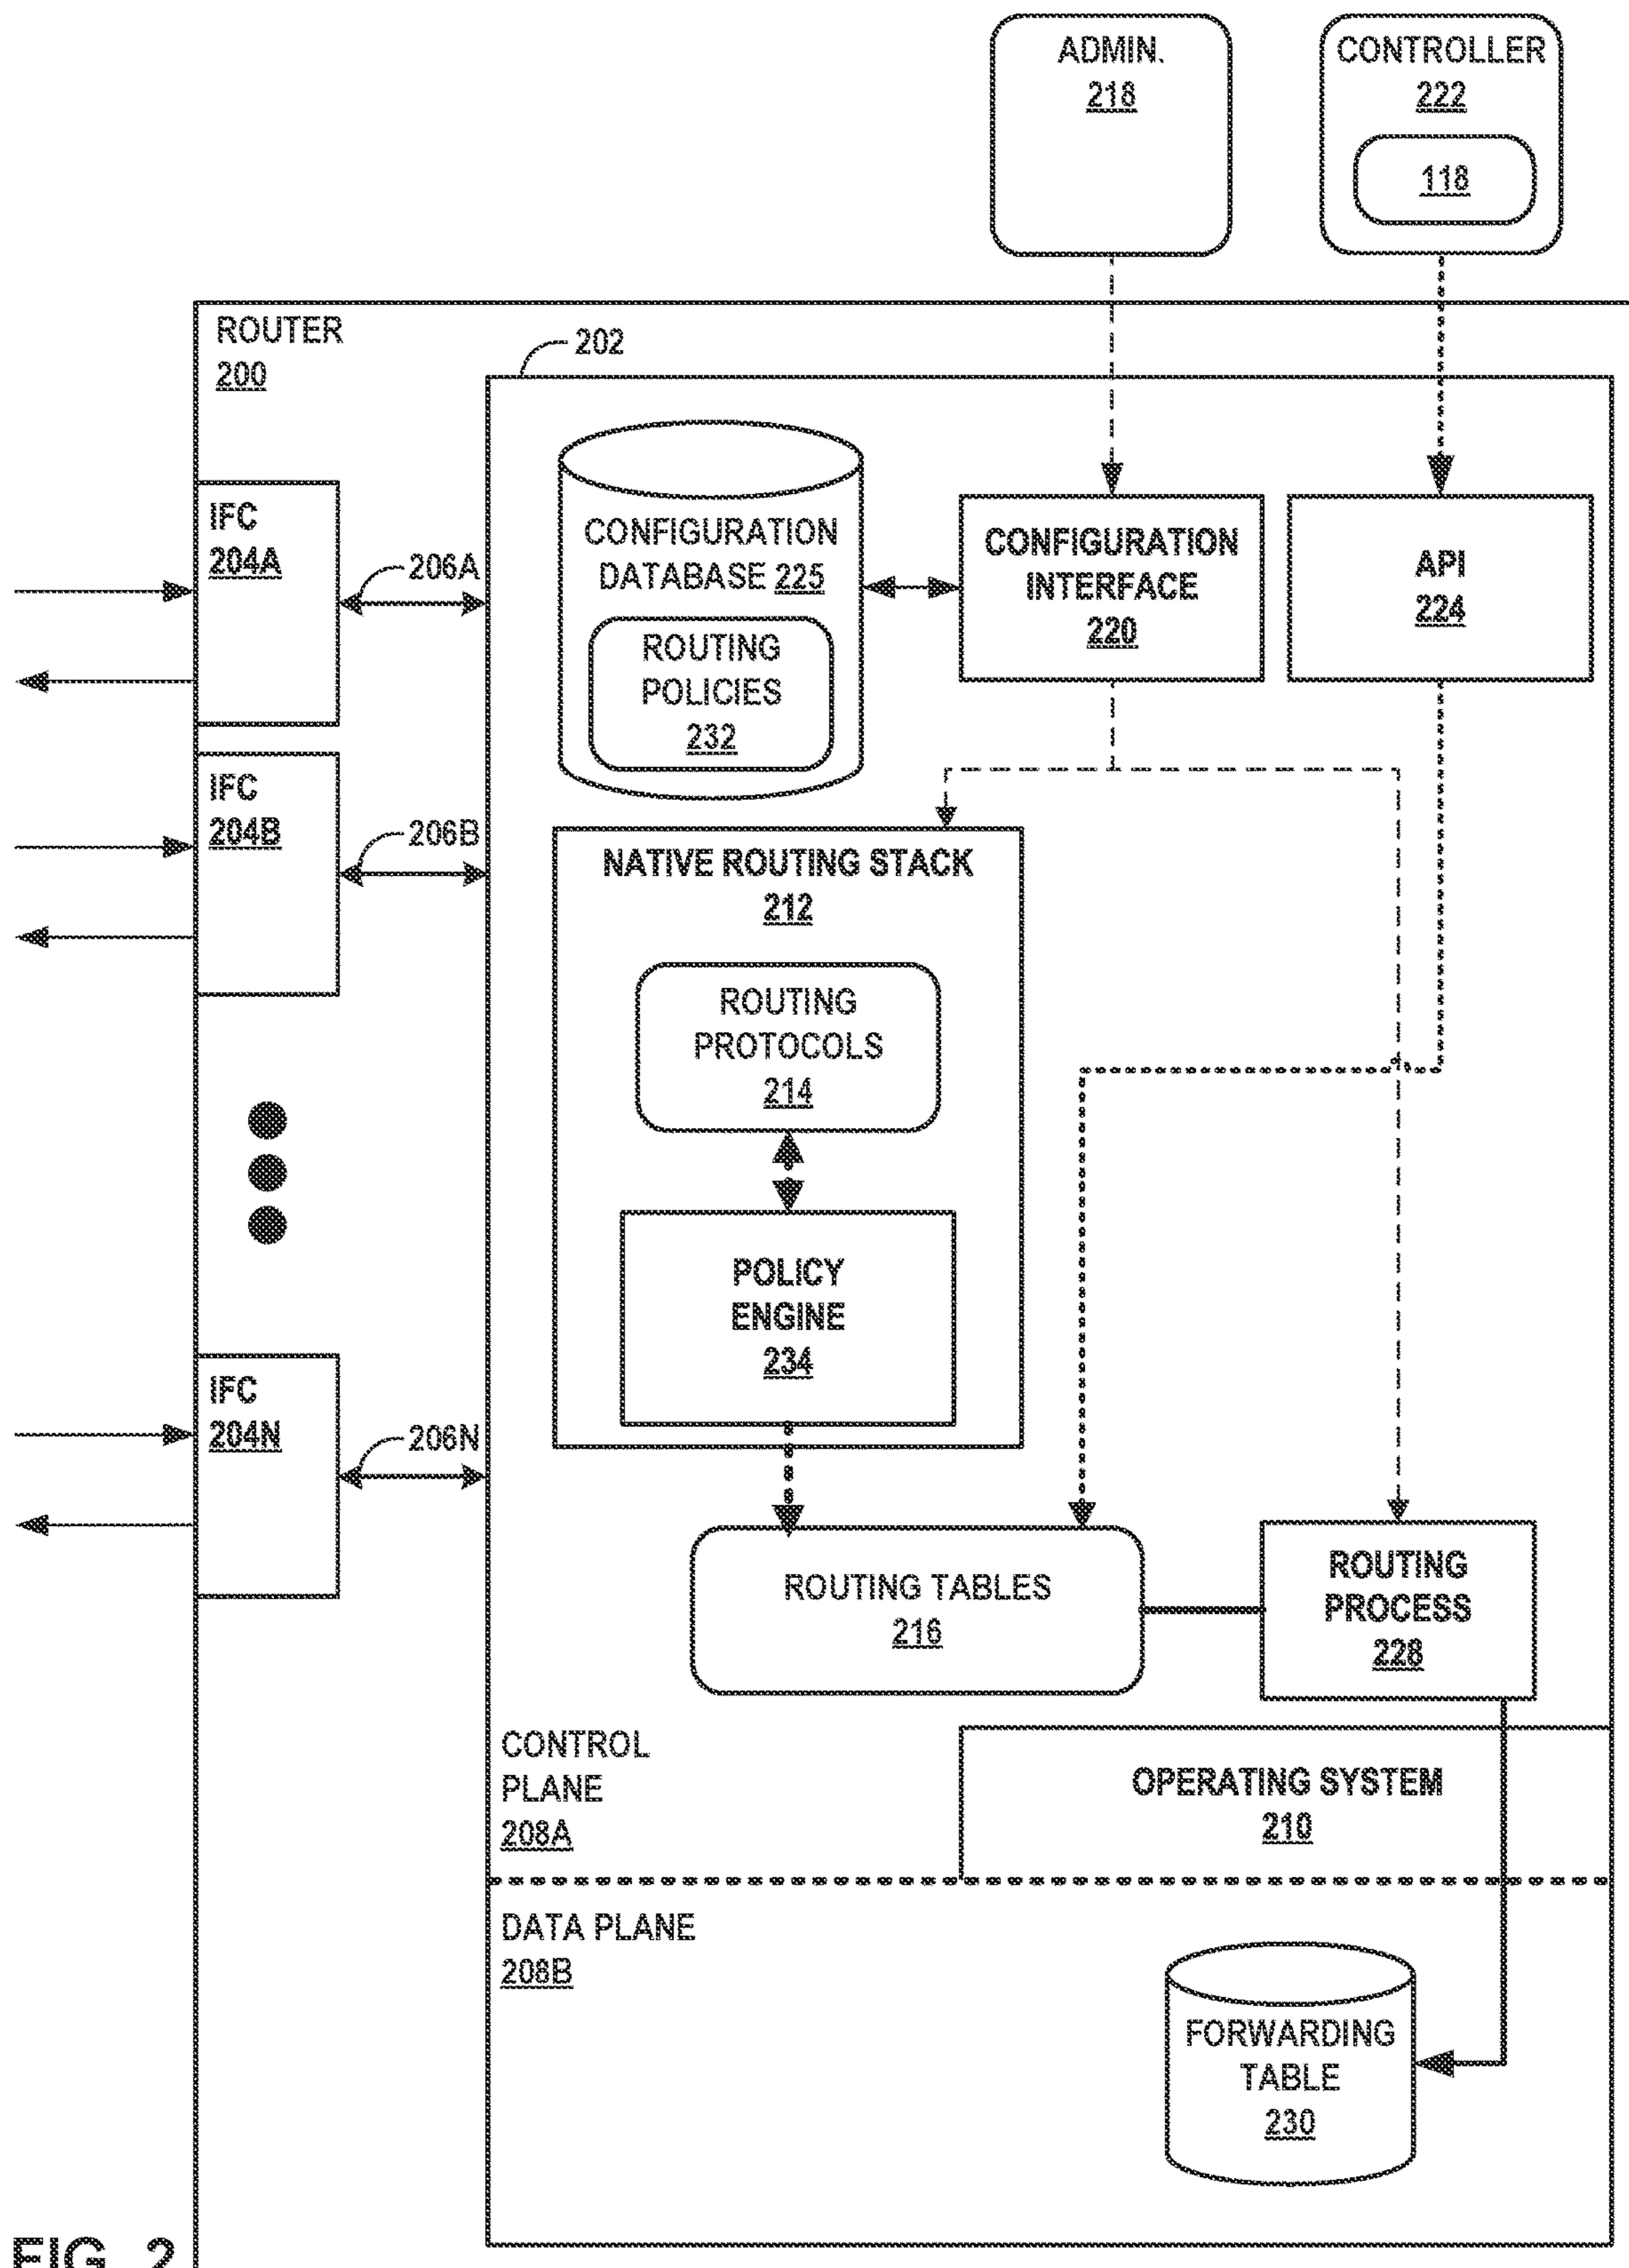 ADMIN.
218
CONTROLLER
222
118
ROUTER
200
202
IFC
204A
206A
CONFIGURATION
DATABASE 225
ROUTING
POLICIES
232
CONFIGURATION
INTERFACE
220
API
224
IFC
204B
206B
NATIVE ROUTING STACK
212
ROUTING
PROTOCOLS
214
POLICY
ENGINE
234
IFC
204N
206N
ROUTING TABLES
216
ROUTING
PROCESS
228
CONTROL
PLANE
208A
OPERATING SYSTEM
210
DATA PLANE
208B
FORWARDING
TABLE
230
FIG. 2